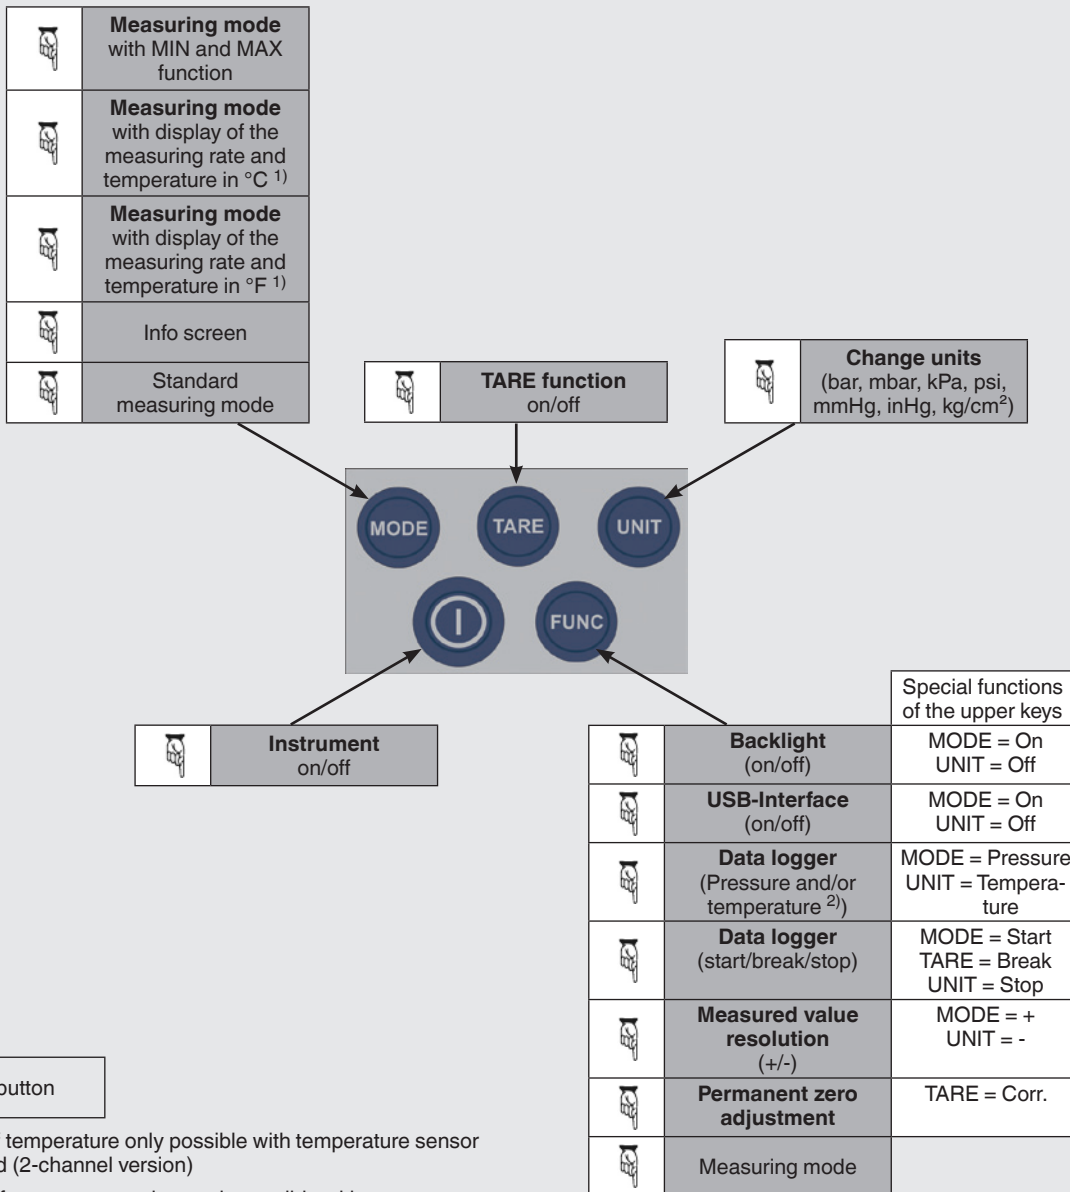 Measuring mode
with MIN and MAX
function
Measuring mode
with display of the
measuring rate and
temperature in °C 1)
Measuring mode
with display of the
measuring rate and
temperature in °F 1)
Info screen
Standard
measuring mode
TARE function
on/off
Change units
(bar, mbar, kPa, psi,
mmHg, inHg, kg/cm²)
MODE
TARE
UNIT
FUNC
Instrument
on/off
Special functions
of the upper keys
Backlight
(on/off)
MODE = On
UNIT = Off
USB-Interface
(on/off)
MODE = On
UNIT = Off
Data logger
(Pressure and/or
temperature 2))
MODE = Pressure
UNIT = Tempera-
ture
Data logger
(start/break/stop)
MODE = Start
TARE = Break
UNIT = Stop
Measured value
resolution
(+/-)
MODE = +
UNIT = -
Permanent zero
adjustment
TARE = Corr.
Measuring mode
button
temperature only possible with temperature sensor
(2-channel version)